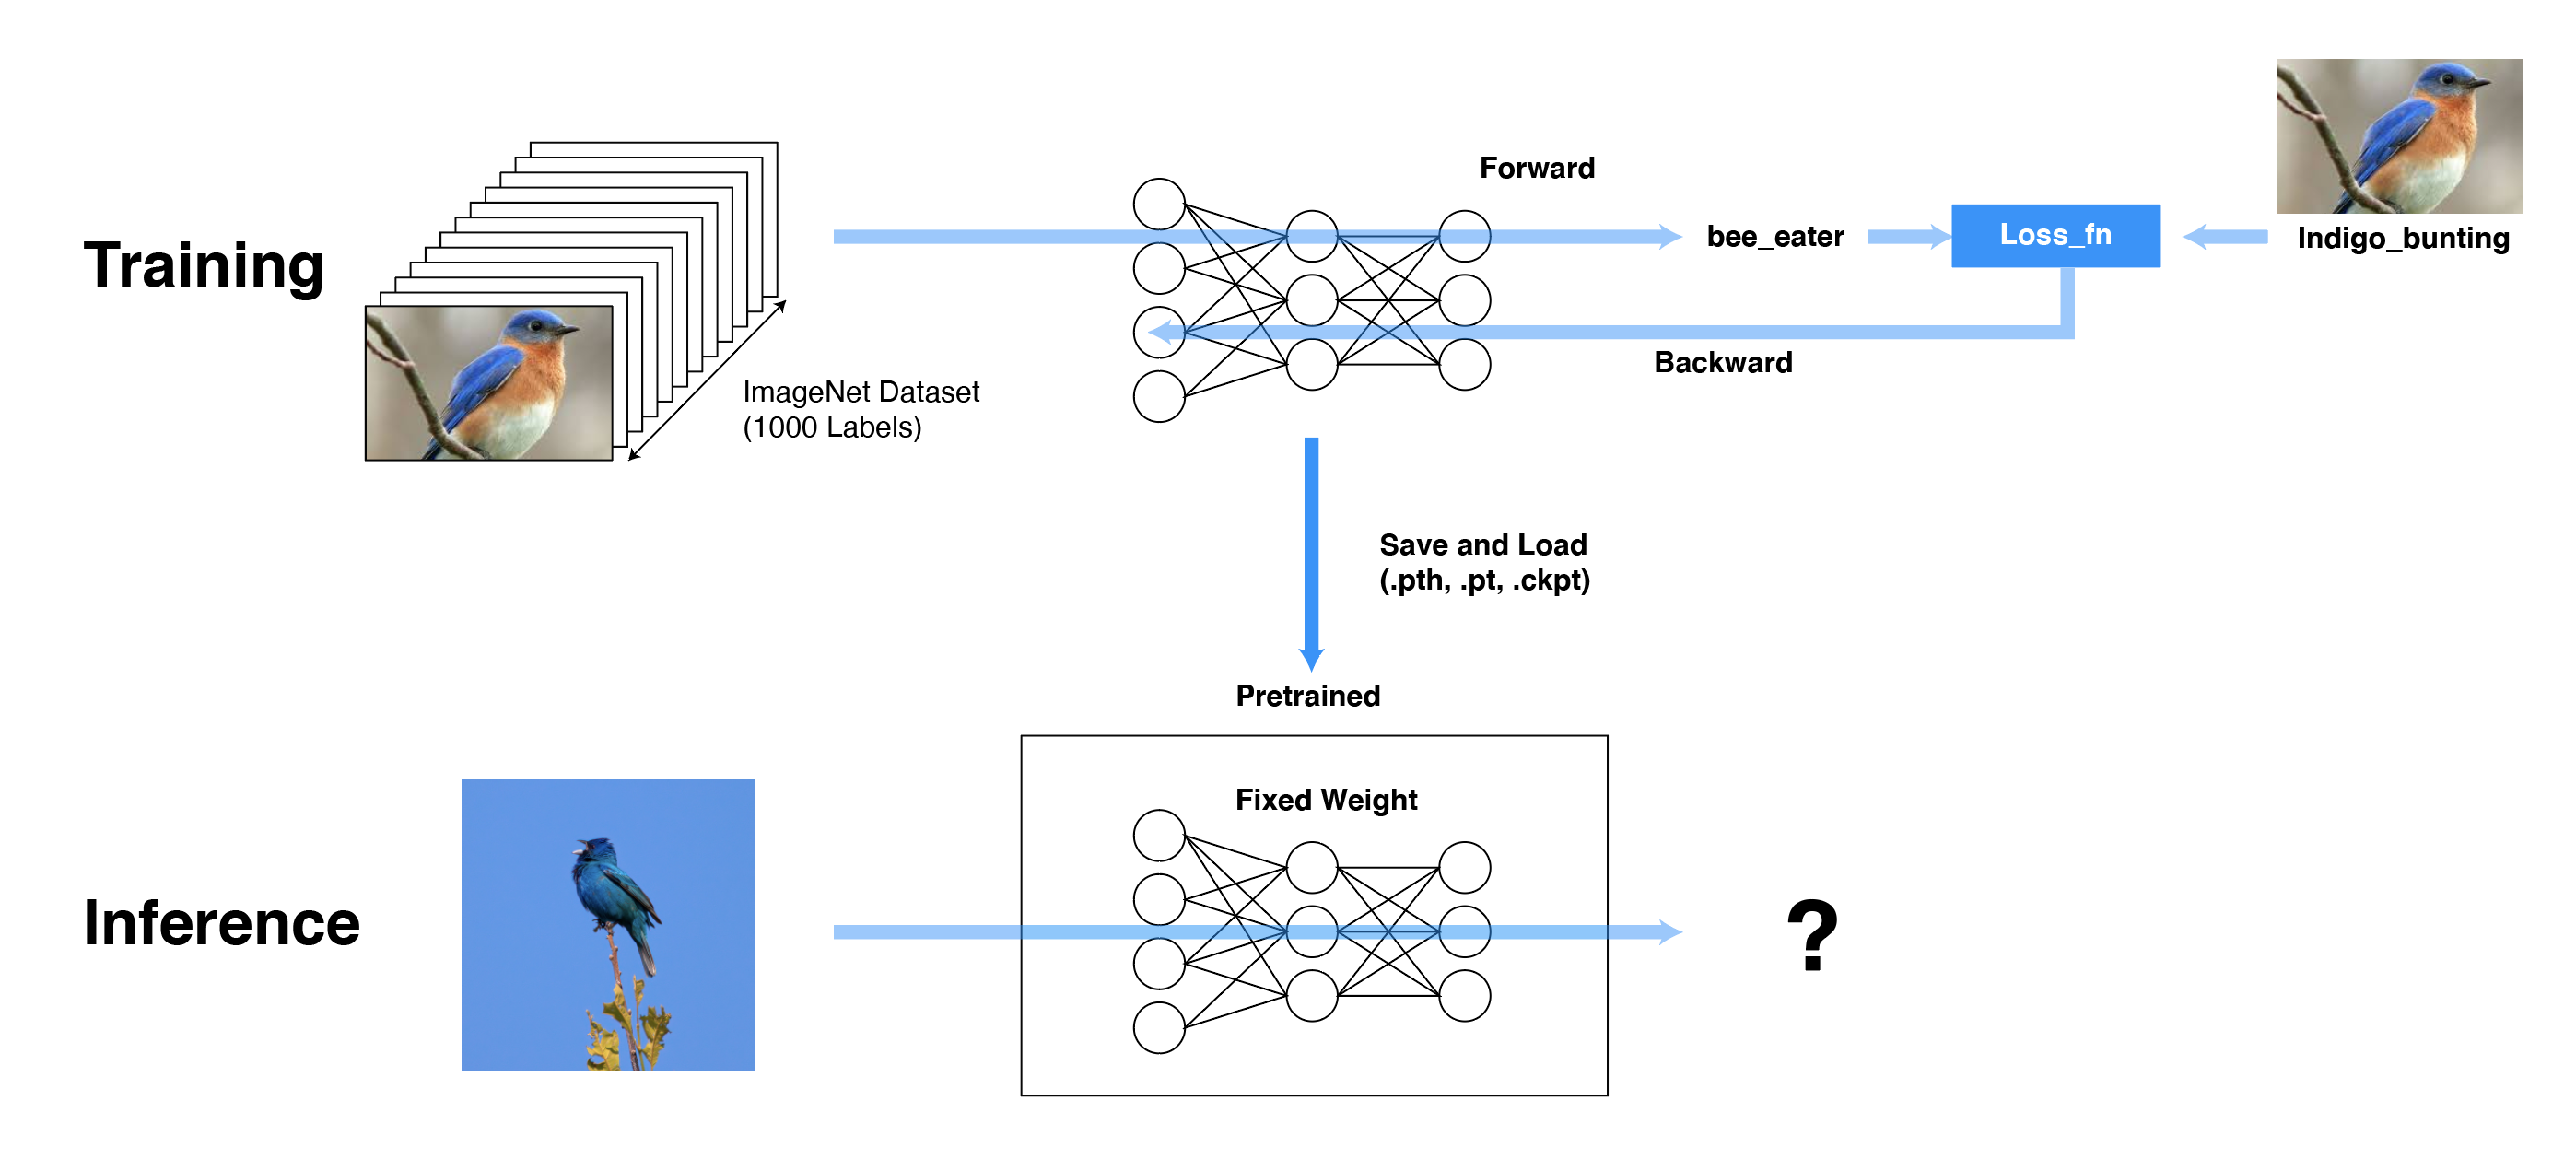 Training
ImageNet Dataset
(1000 Labels)
Forward
bee_eater
Loss_fn
Indigo_bunting
Backward
Save and Load
(.pth, .pt, .ckpt)
Pretrained
Inference
Fixed Weight
?